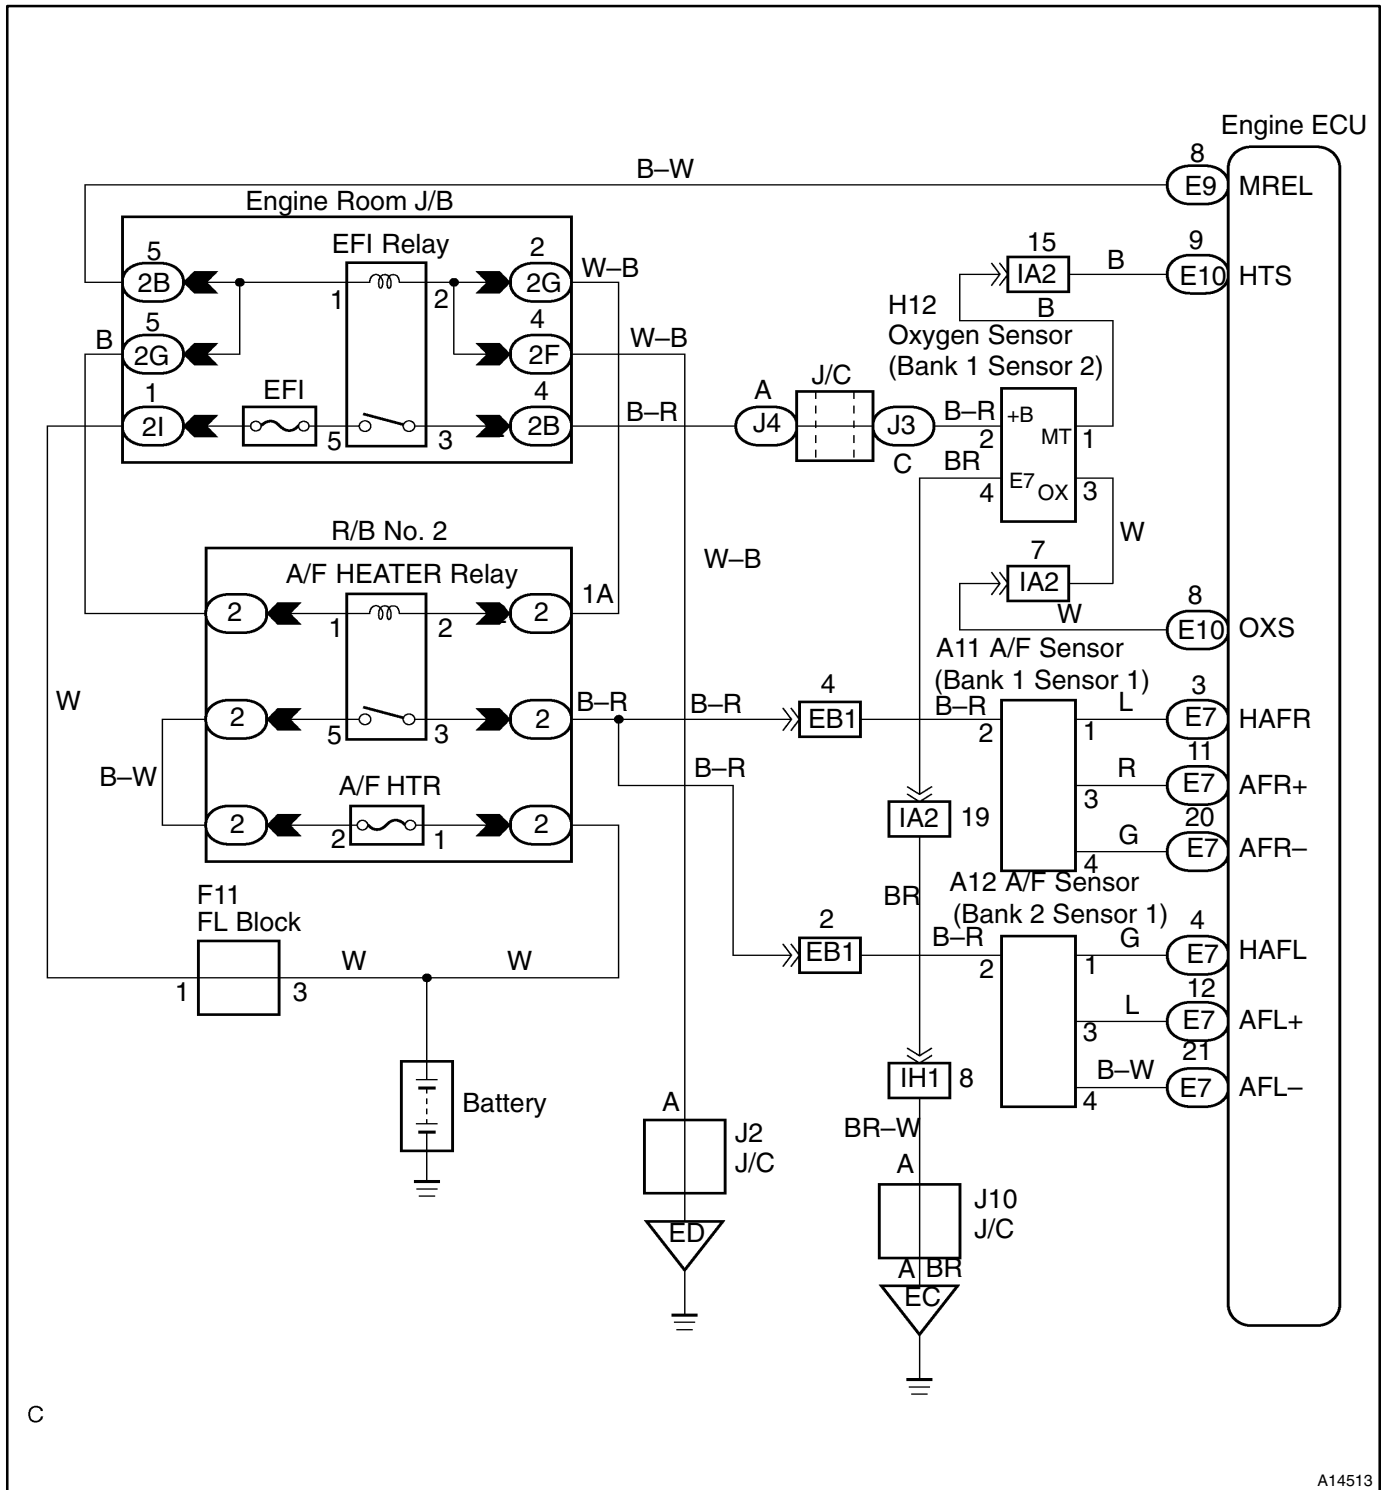 Engine ECU
8
B–W
E9 MREL
Engine Room J/B
5
EFI Relay
2
15
9
2B
1
2
2G
W–B
IA2
B
E10 HTS
B
H12
Oxygen Sensor
(Bank 1 Sensor 2)
5
4
B
2G
2F
W–B
1
EFI
4
A
J/C
2I
5
3
2B
B–R
J4
J3
C
B–R
2
+B
MT
1
BR
4
E7
OX
3
W
R/B No. 2
A/F HEATER Relay
W–B
7
IA2
W
8
E10 OXS
2
1
2
2
1A
A11 A/F Sensor
(Bank 1 Sensor 1)
W
2
5
3
2
B–R
B–R
4
EB1
B–R
2
1
L
3
E7 HAFR
B–W
B–R
3
R
11
E7 AFR+
A/F HTR
2
2
1
2
IA2 19
4
G
20
E7 AFR–
A12 A/F Sensor
(Bank 2 Sensor 1)
F11
FL Block
BR
2
EB1
B–R
2
1
G
4
E7 HAFL
1
3
W
W
3
L
12
E7 AFL+
IH1 8
4
B–W
21
E7 AFL–
Battery
A
J2
J/C
BR–W
A
J10
J/C
ED
A BR
EC
C
A14513